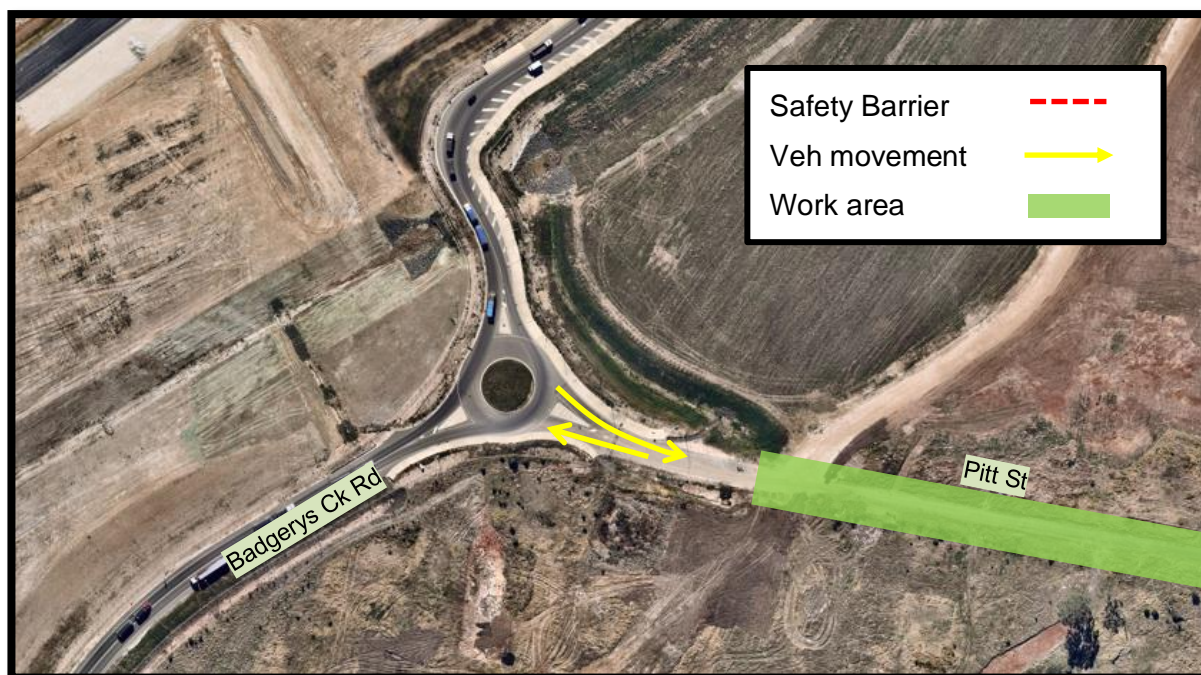 Safety Barrier
Veh movement
Work area
Pitt St
Badgerys Ck Rd